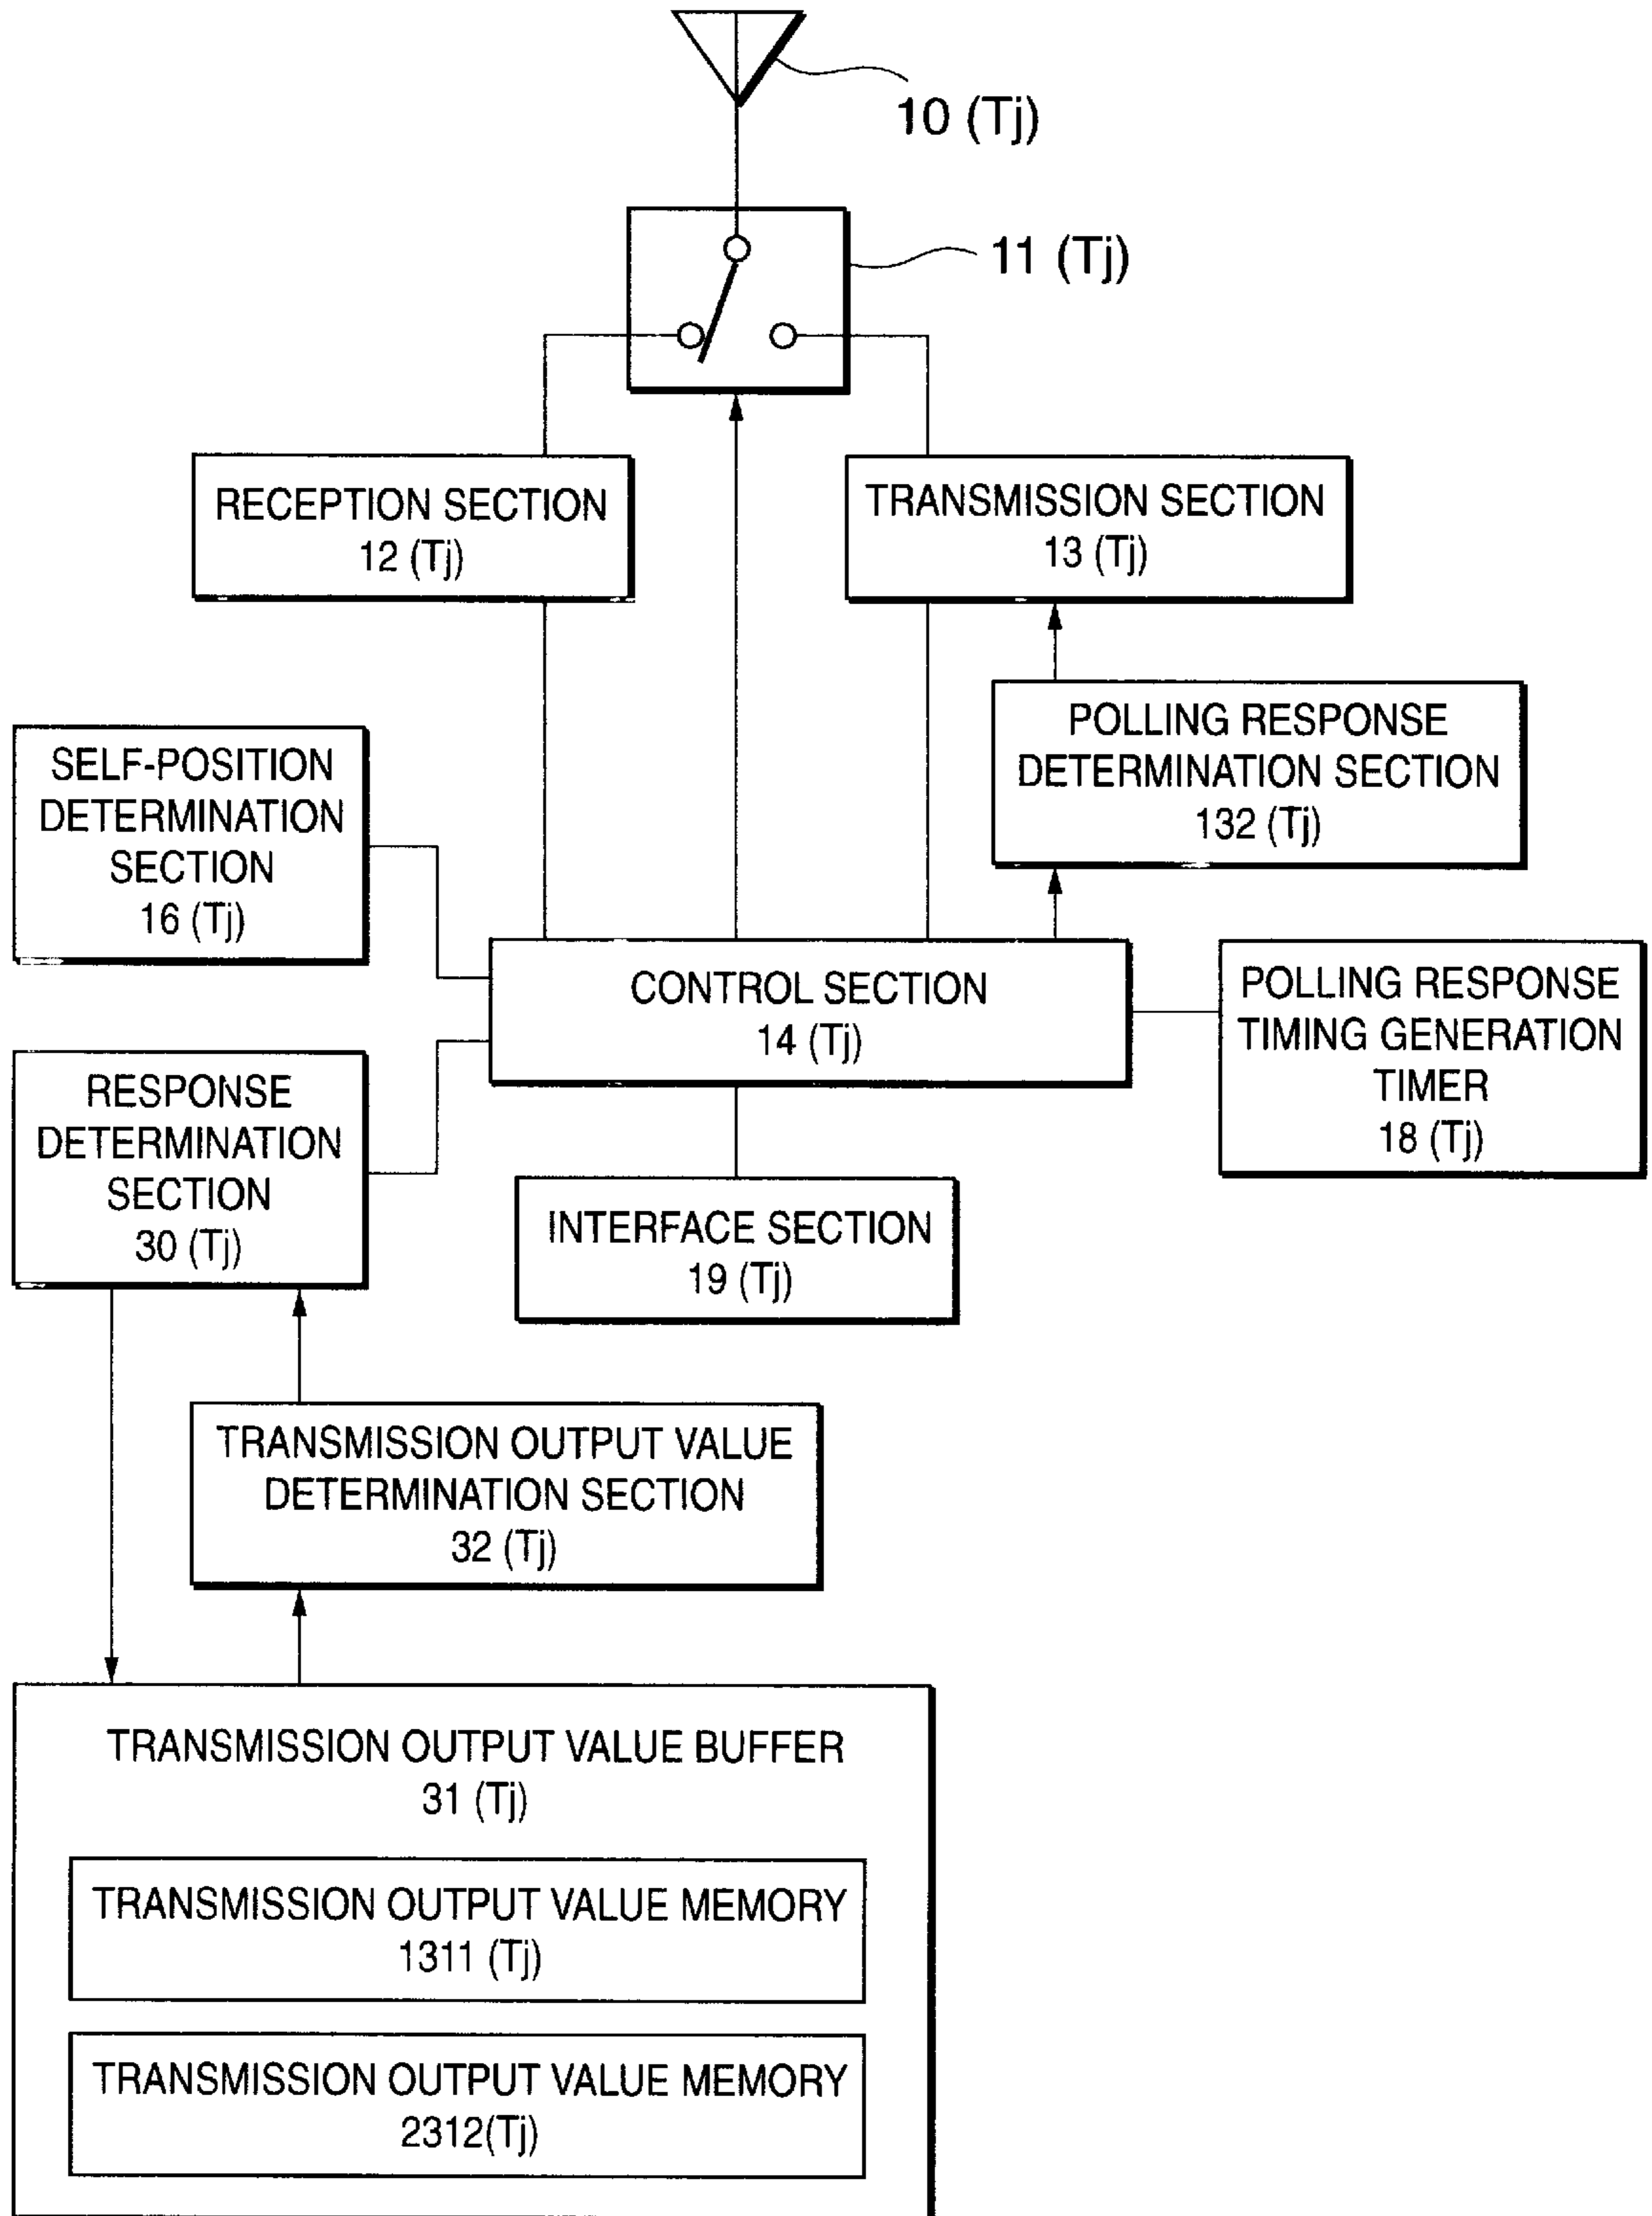 10 (Tj)
11 (Tj)
RECEPTION SECTION
12 (Tj)
TRANSMISSION SECTION
13 (Tj)
POLLING RESPONSE
DETERMINATION SECTION
132 (Tj)
SELF-POSITION
DETERMINATION
SECTION
16 (Tj)
CONTROL SECTION
14 (Tj)
POLLING RESPONSE
TIMING GENERATION
TIMER
18 (Tj)
RESPONSE
DETERMINATION
SECTION
30 (Tj)
INTERFACE SECTION
19 (Tj)
TRANSMISSION OUTPUT VALUE
DETERMINATION SECTION
32 (Tj)
TRANSMISSION OUTPUT VALUE BUFFER
31 (Tj)
TRANSMISSION OUTPUT VALUE MEMORY
1311 (Tj)
TRANSMISSION OUTPUT VALUE MEMORY
2312(Tj)